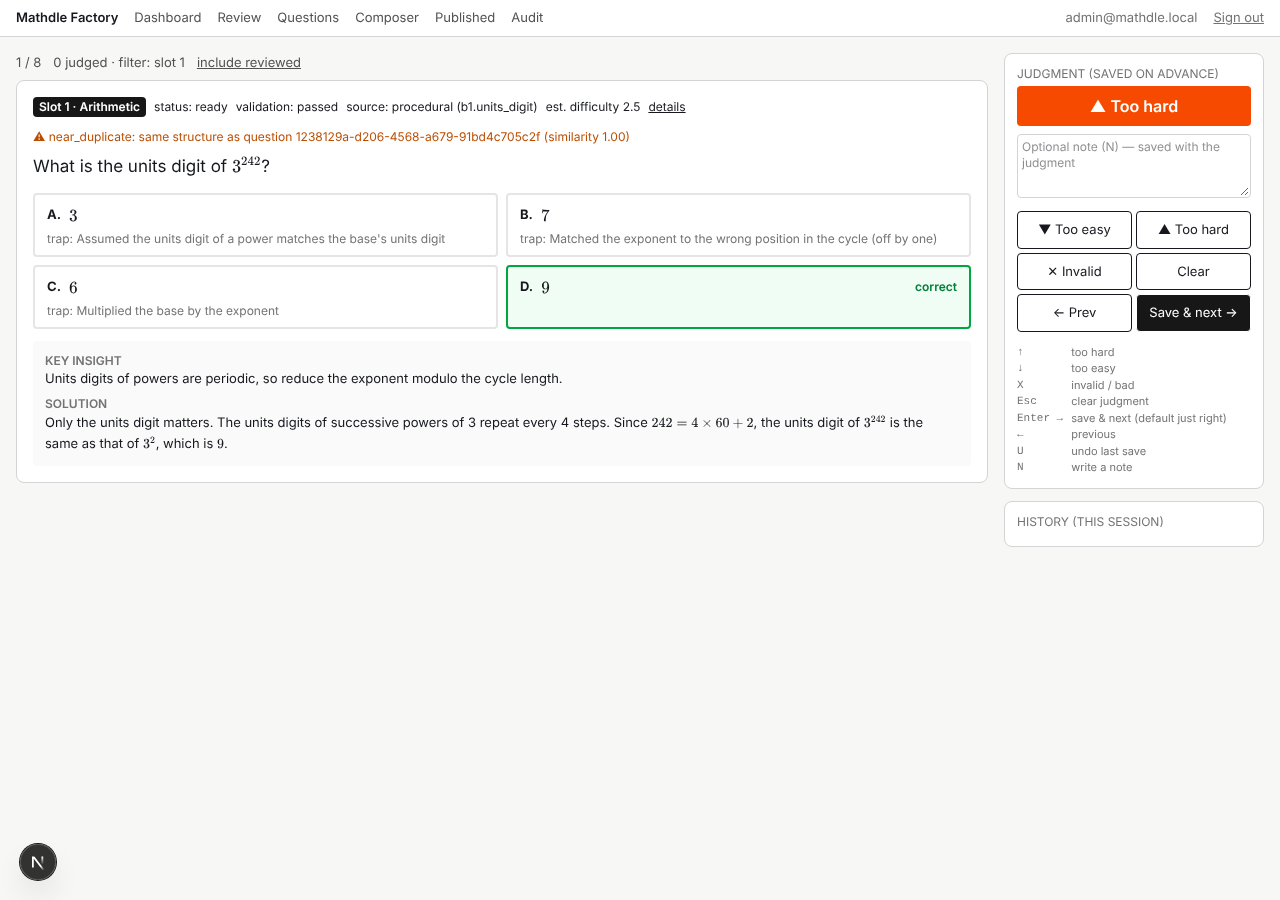 Mathdle Factory Dashboard Review Questions Composer Published Audit admin@mathdle.local Sign out
1 / 8 0 judged · filter: slot 1 include reviewed
Slot 1 · Arithmetic status: ready validation: passed source: procedural (b1.units_digit) est. difficulty 2.5 details
⚠ near_duplicate: same structure as question 1238129a-d206-4568-a679-91bd4c705c2f (similarity 1.00)
What is the units digit of 3^242?
A. 3
trap: Assumed the units digit of a power matches the base's units digit
B. 7
trap: Matched the exponent to the wrong position in the cycle (off by one)
C. 6
trap: Multiplied the base by the exponent
D. 9 correct
KEY INSIGHT
Units digits of powers are periodic, so reduce the exponent modulo the cycle length.
SOLUTION
Only the units digit matters. The units digits of successive powers of 3 repeat every 4 steps. Since 242 = 4 × 60 + 2, the units digit of 3^242 is the
same as that of 3^2, which is 9.
JUDGMENT (SAVED ON ADVANCE)
▲ Too hard
Optional note (N) — saved with the
judgment
▼ Too easy ▲ Too hard
✕ Invalid Clear
← Prev Save & next →
↑ too hard
↓ too easy
X invalid / bad
Esc clear judgment
Enter → save & next (default just right)
← previous
U undo last save
N write a note
HISTORY (THIS SESSION)
N